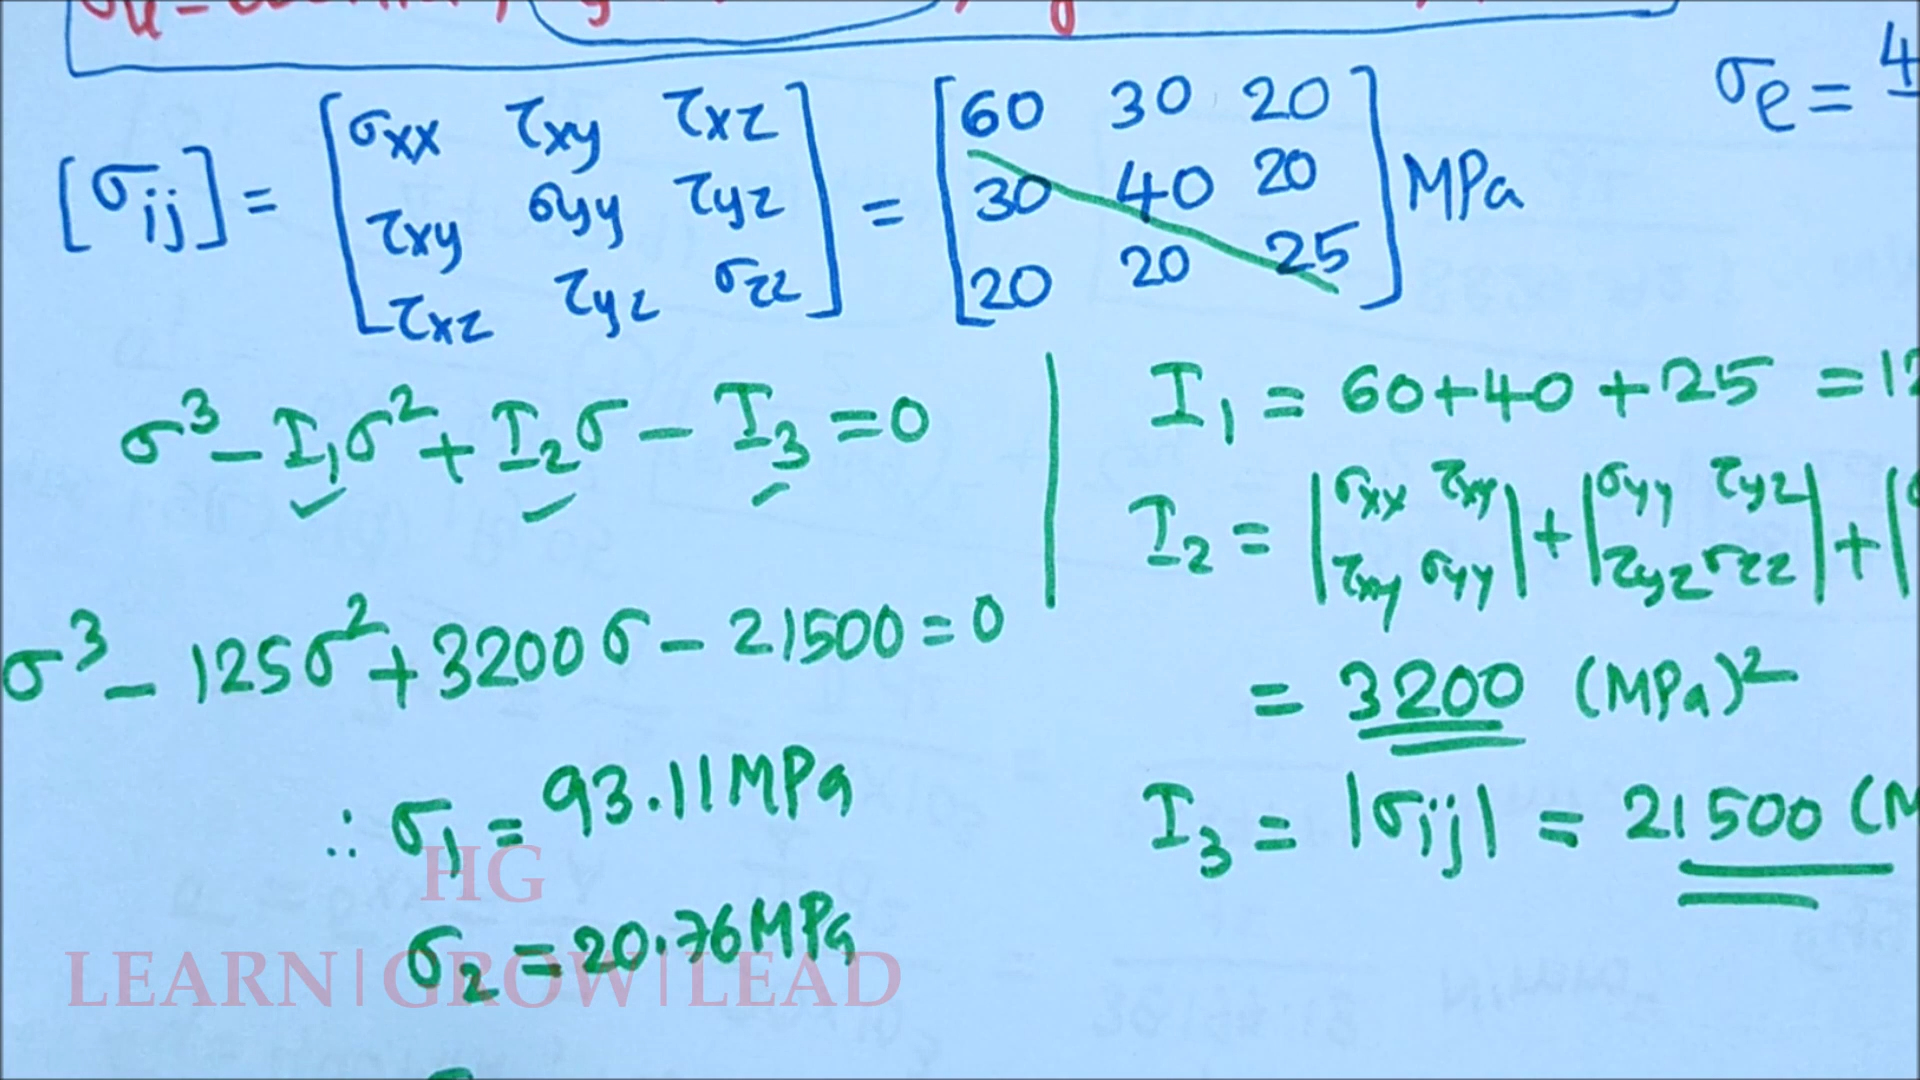 [σij] = [σxx τxy τxz] = [60 30 20] MPa
[τxy σyy τyz] [30 40 20]
[τxz τyz σzz] [20 20 25]
σe = 4
σ³ - I₁σ² + I₂σ - I₃ = 0
I₁ = 60+40+25 = 12
I₂ = |σxx τxy| + |σyy τyz| + |
|τxy σyy| |τyz σzz|
σ³ - 125σ² + 3200σ - 21500 = 0
= 3200 (MPa)²
∴ σ₁ = 93.11MPa
I₃ = |σij| = 21500 (M
σ₂ = 20.76MPa
HG
LEARN|GROW|LEAD